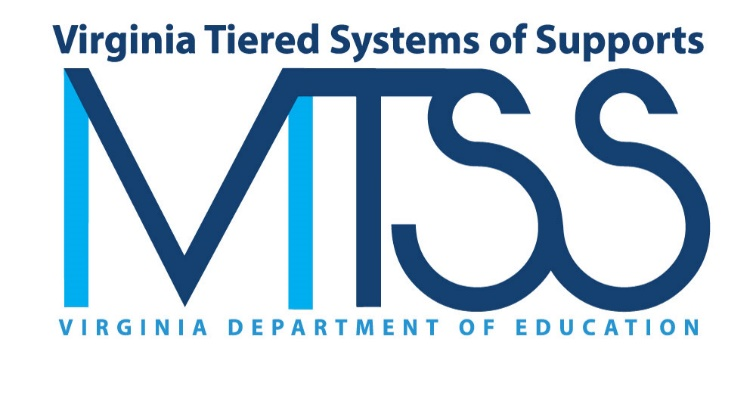 Virginia Tiered Systems of Supports
MTSS
VIRGINIA DEPARTMENT OF EDUCATION